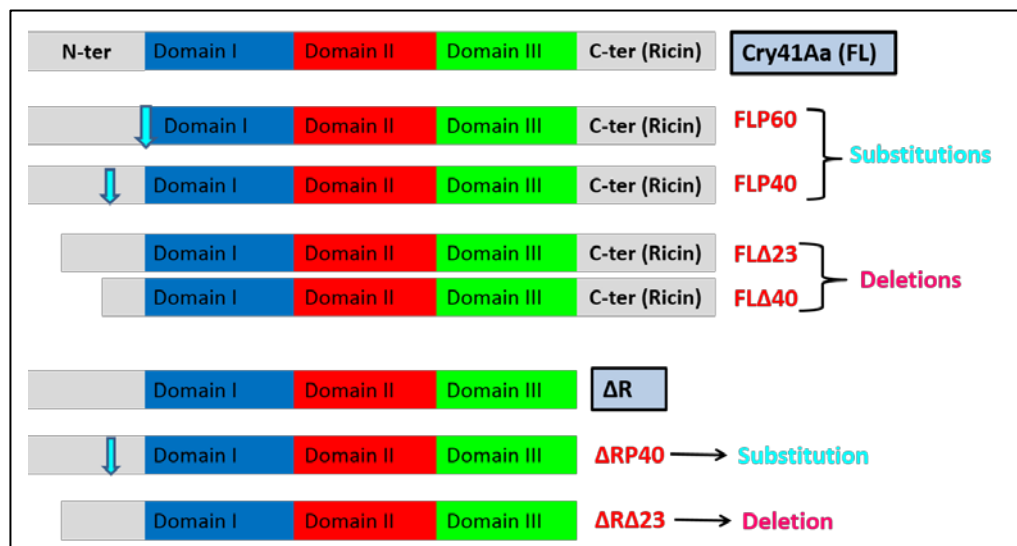 N-ter Domain I Domain II Domain III C-ter (Ricin) Cry41Aa (FL)
Domain I Domain II Domain III C-ter (Ricin) FLP60
Substitutions
Domain I Domain II Domain III C-ter (Ricin) FLP40
Domain I Domain II Domain III C-ter (Ricin) FLΔ23
Deletions
Domain I Domain II Domain III C-ter (Ricin) FLΔ40
Domain I Domain II Domain III ΔR
Domain I Domain II Domain III ΔRP40 Substitution
Domain I Domain II Domain III ΔRΔ23 Deletion